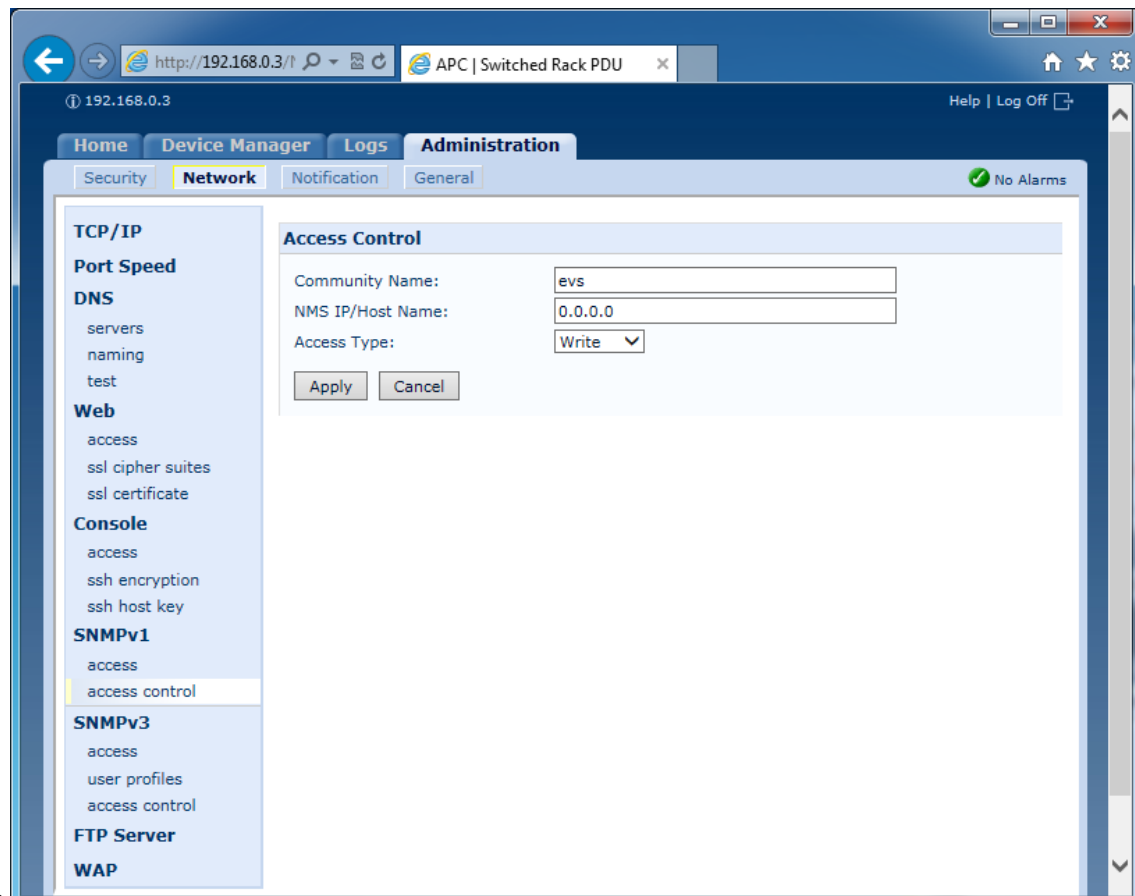 http://192.168.0.3/
APC | Switched Rack PDU
192.168.0.3
Help | Log Off
Home Device Manager Logs Administration
Security Network Notification General
No Alarms
TCP/IP
Port Speed
DNS
servers
naming
test
Web
access
ssl cipher suites
ssl certificate
Console
access
ssh encryption
ssh host key
SNMPv1
access
access control
SNMPv3
access
user profiles
access control
FTP Server
WAP
Access Control
Community Name: evs
NMS IP/Host Name: 0.0.0.0
Access Type: Write
Apply Cancel